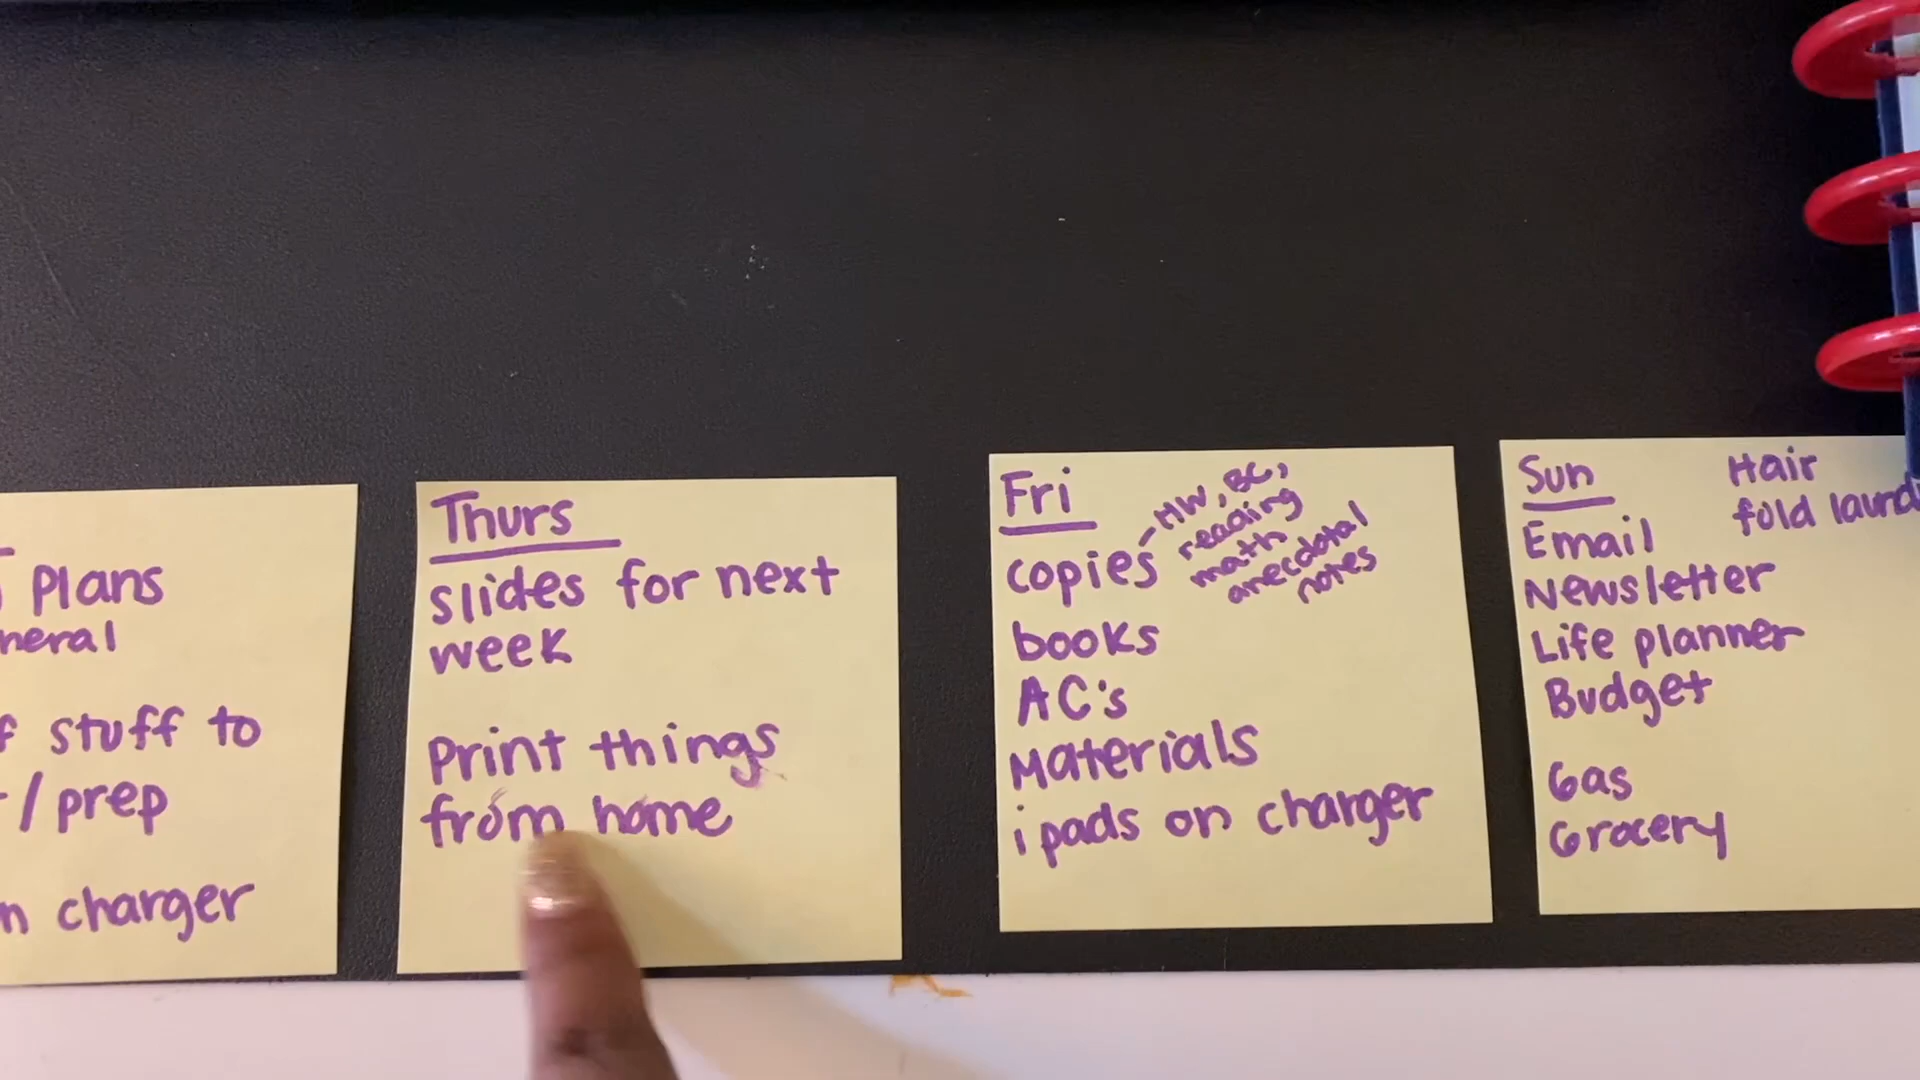 Plans
stuff to
/ prep
charger
Thurs
slides for next
week
Print things
from home
Fri
copies - HW, BC,
reading
math
anecdotal
notes
books
AC's
Materials
ipads on charger
Sun
Email
Newsletter
Life planner
Budget
Gas
Grocery
Hair
fold